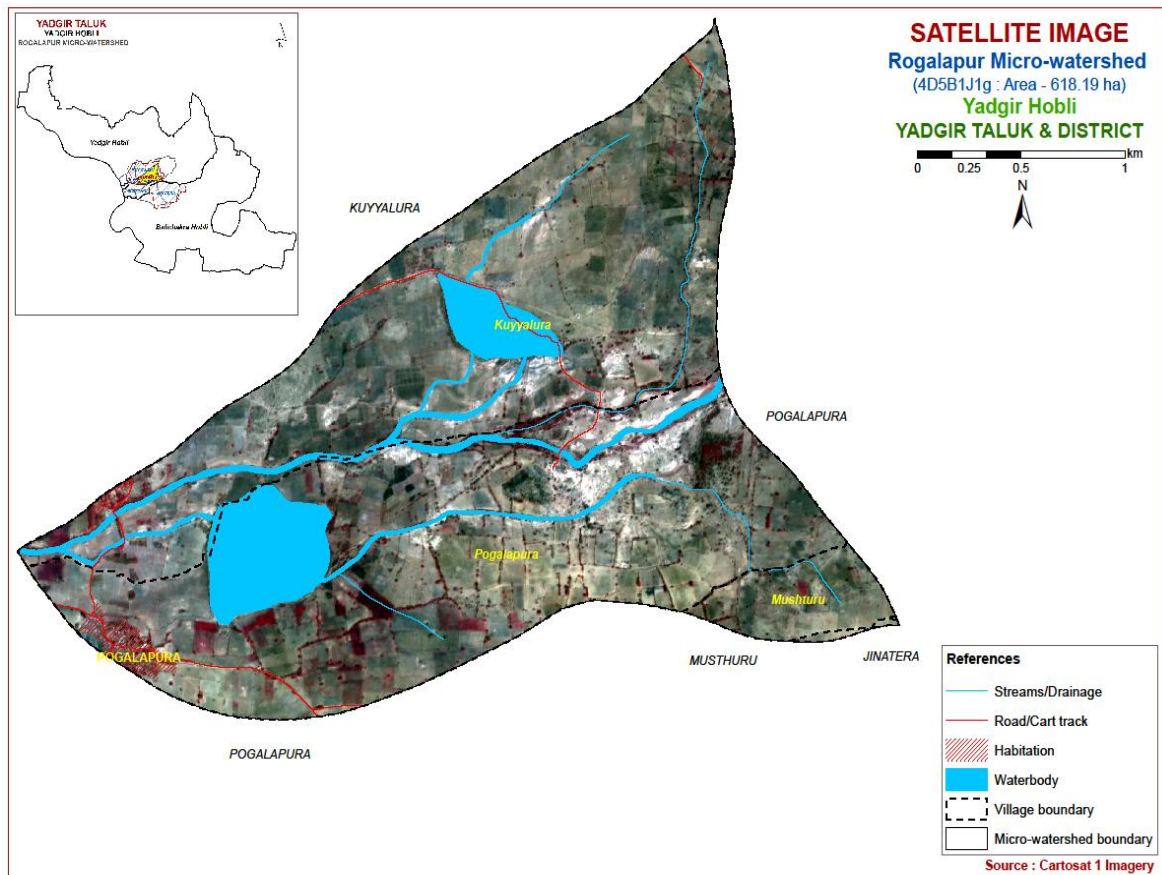 YADGIR TALUK
YADGIR HOBLI
ROGALAPUR MICRO-WATERSHED
N
Yadgir Hobli
Balichakra Hobli
SATELLITE IMAGE
Rogalapur Micro-watershed
(4D5B1J1g : Area - 618.19 ha)
Yadgir Hobli
YADGIR TALUK & DISTRICT
km
0 0.25 0.5 1
N
KUYYALURA
Kuyyalura
POGALAPURA
Pogalapura
Mushturu
POGALAPURA
MUSTHURU
JINATERA
POGALAPURA
References
Streams/Drainage
Road/Cart track
Habitation
Waterbody
Village boundary
Micro-watershed boundary
Source : Cartosat 1 Imagery